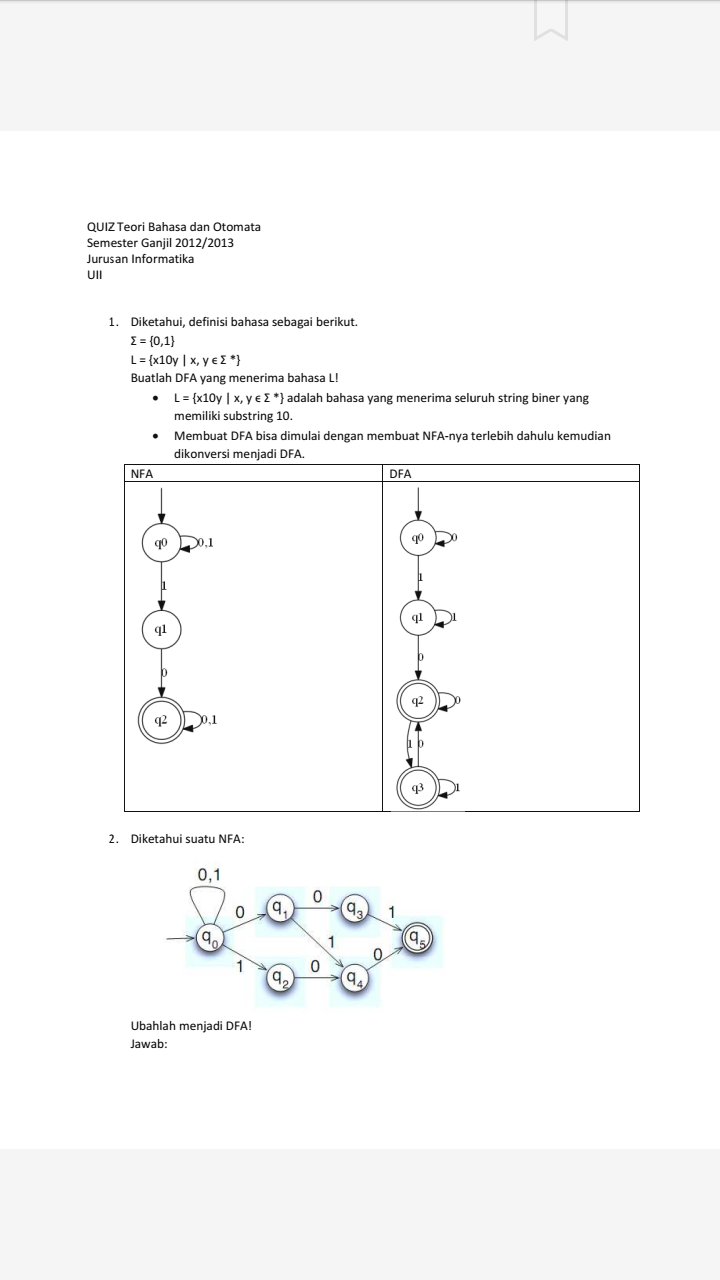 QUIZ Teori Bahasa dan Otomata
Semester Ganjil 2012/2013
Jurusan Informatika
UII
1. Diketahui, definisi bahasa sebagai berikut.
Σ = {0,1}
L = {x10y | x, y є Σ *}
Buatlah DFA yang menerima bahasa L!
• L = {x10y | x, y є Σ *} adalah bahasa yang menerima seluruh string biner yang
memiliki substring 10.
• Membuat DFA bisa dimulai dengan membuat NFA-nya terlebih dahulu kemudian
dikonversi menjadi DFA.
NFA
q0 0,1
1
q1
0
q2 0,1
DFA
q0 0
1
q1 1
0
q2 0
1 0
q3 1
2. Diketahui suatu NFA:
0,1
0 q1 0 q3 1
q0 1 q5
1 q2 0 q4 0
Ubahlah menjadi DFA!
Jawab: